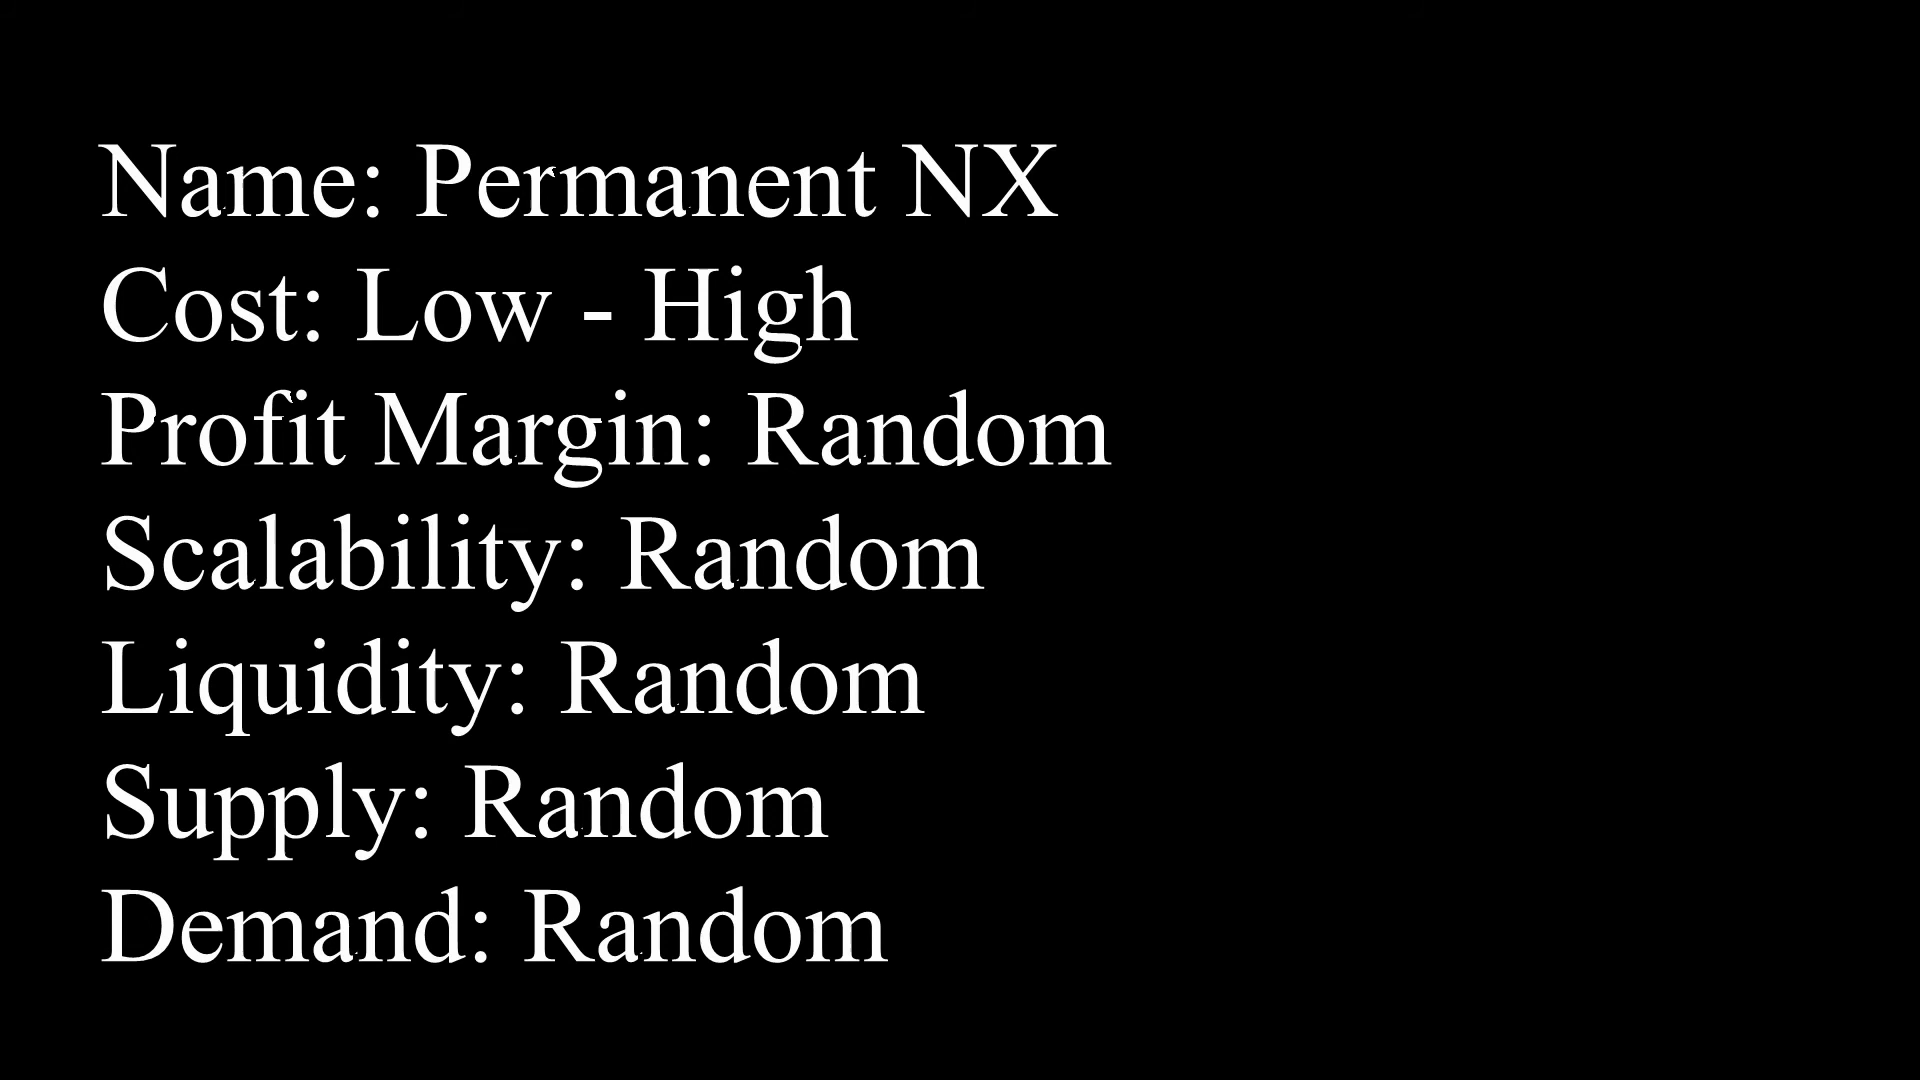 Name: Permanent NX
Cost: Low - High
Profit Margin: Random
Scalability: Random
Liquidity: Random
Supply: Random
Demand: Random